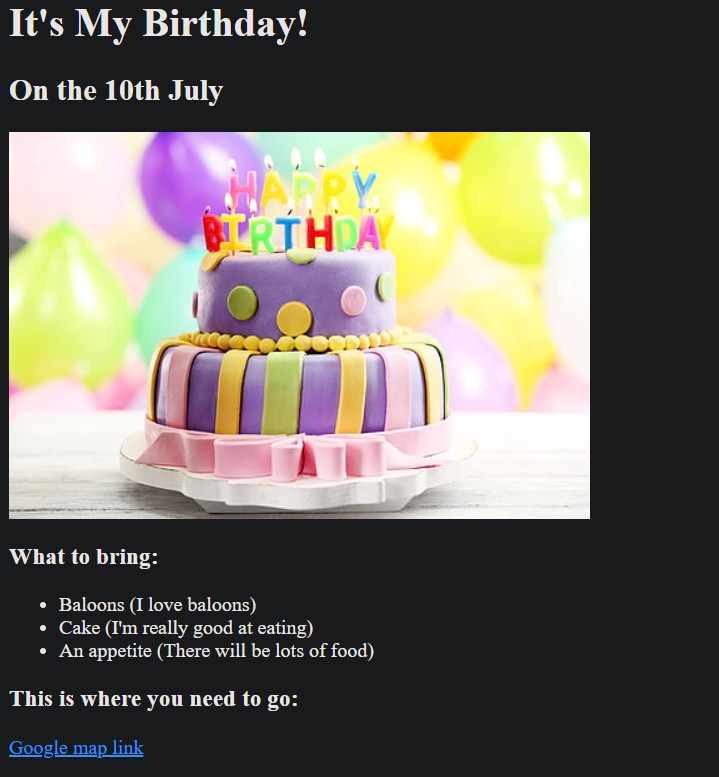 It's My Birthday!
On the 10th July
HAPPY
BIRTHDAY
What to bring:
Baloons (I love baloons)
Cake (I'm really good at eating)
An appetite (There will be lots of food)
This is where you need to go:
Google map link